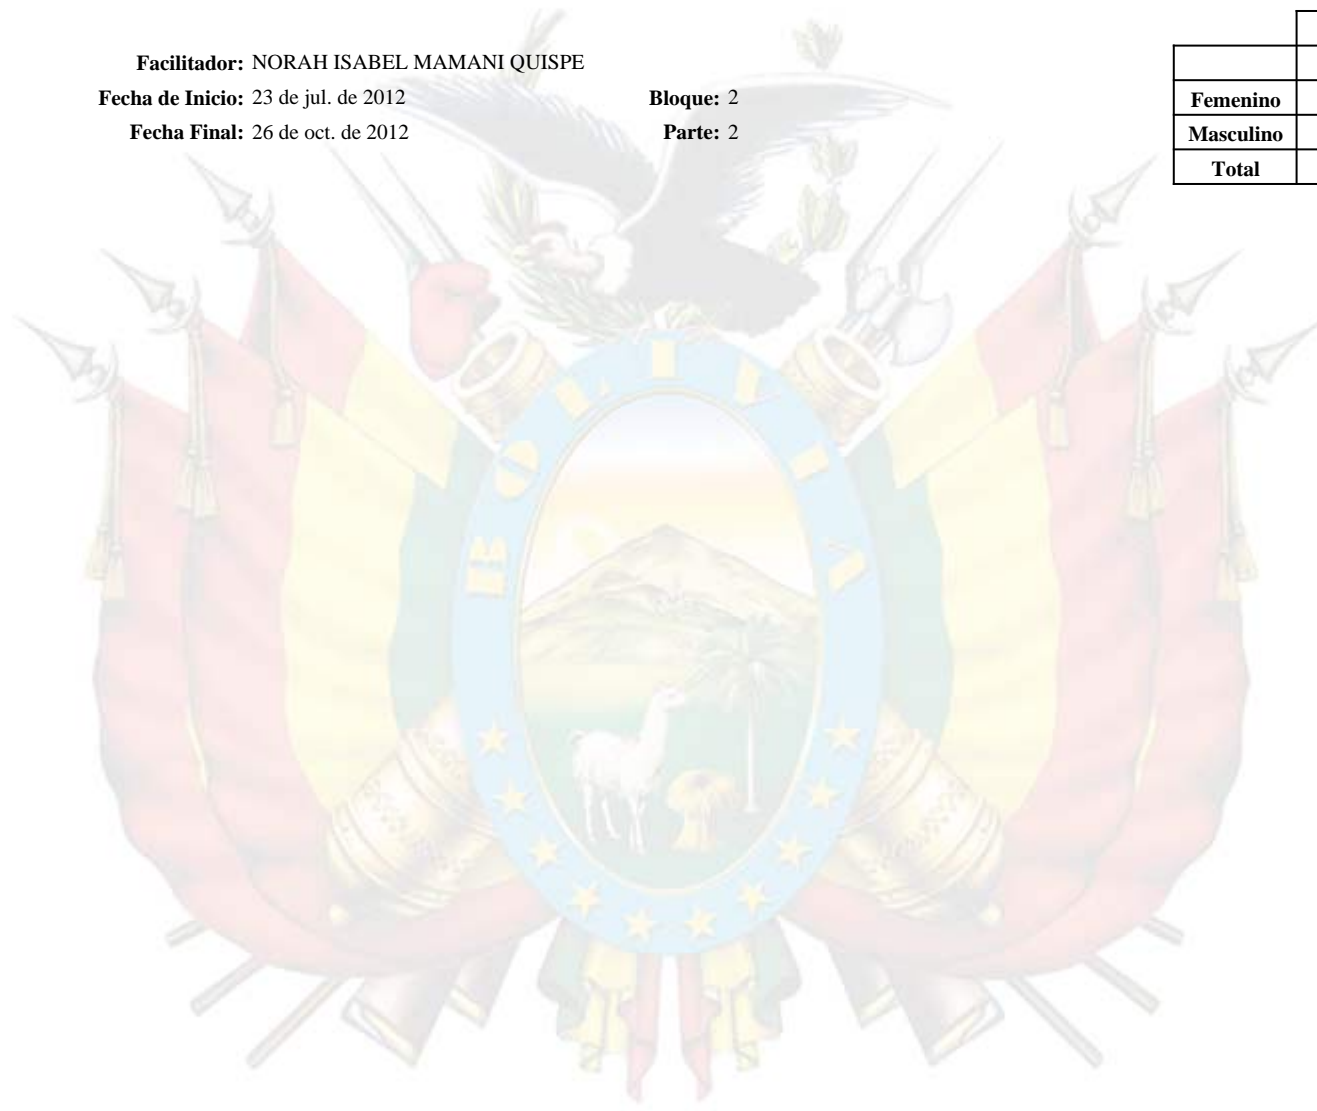 Facilitador: NORAH ISABEL MAMANI QUISPE
Fecha de Inicio: 23 de jul. de 2012 Bloque: 2
Fecha Final: 26 de oct. de 2012 Parte: 2
Femenino
Masculino
Total
BOLIVIA